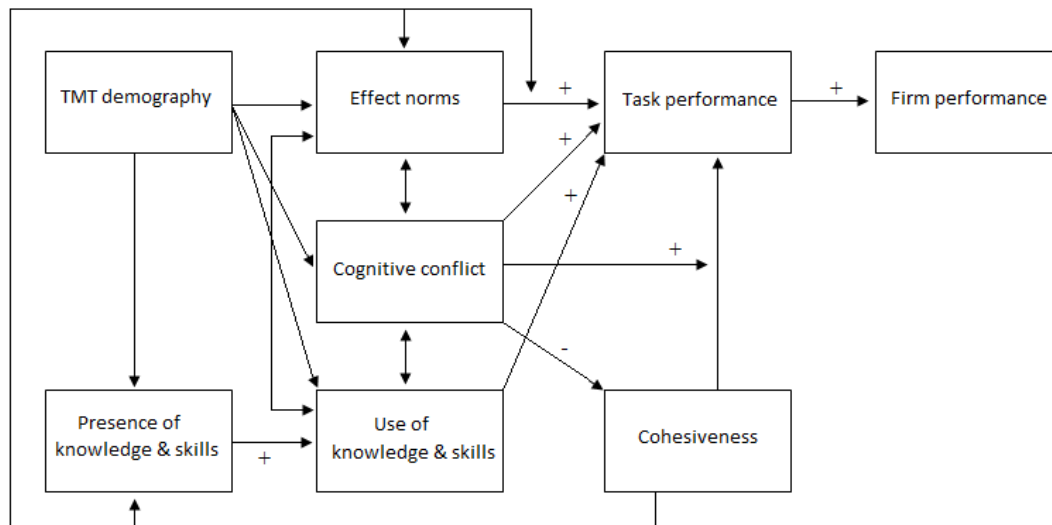 TMT demography
Effect norms
+
Task performance
+
Firm performance
+
+
Cognitive conflict
+
-
Presence of
knowledge & skills
+
Use of
knowledge & skills
Cohesiveness